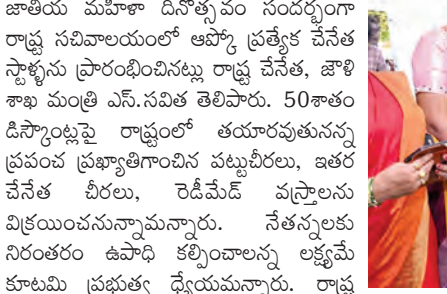 జాతీయ మహిళా దినోత్సవం సందర్భంగా
రాష్ట్ర సచివాలయంలో ఆప్కో ప్రత్యేక చేనేత
స్టాళ్ళను ప్రారంభించినట్లు రాష్ట్ర చేనేత, జౌళి
శాఖ మంత్రి ఎస్.సవిత తెలిపారు. 50శాతం
డిస్కౌంట్లపై రాష్ట్రంలో తయారవుతునన్న
ప్రపంచ ప్రఖ్యాతిగాంచిన పట్టుచీరలు, ఇతర
చేనేత చీరలు, రెడీమేడ్ వస్త్రాలను
విక్రయించనున్నామన్నారు. నేతన్నలకు
నిరంతరం ఉపాధి కల్పించాలన్న లక్ష్యమే
కూటమి ప్రభుత్వ ధ్యేయమన్నారు. రాష్ట్ర